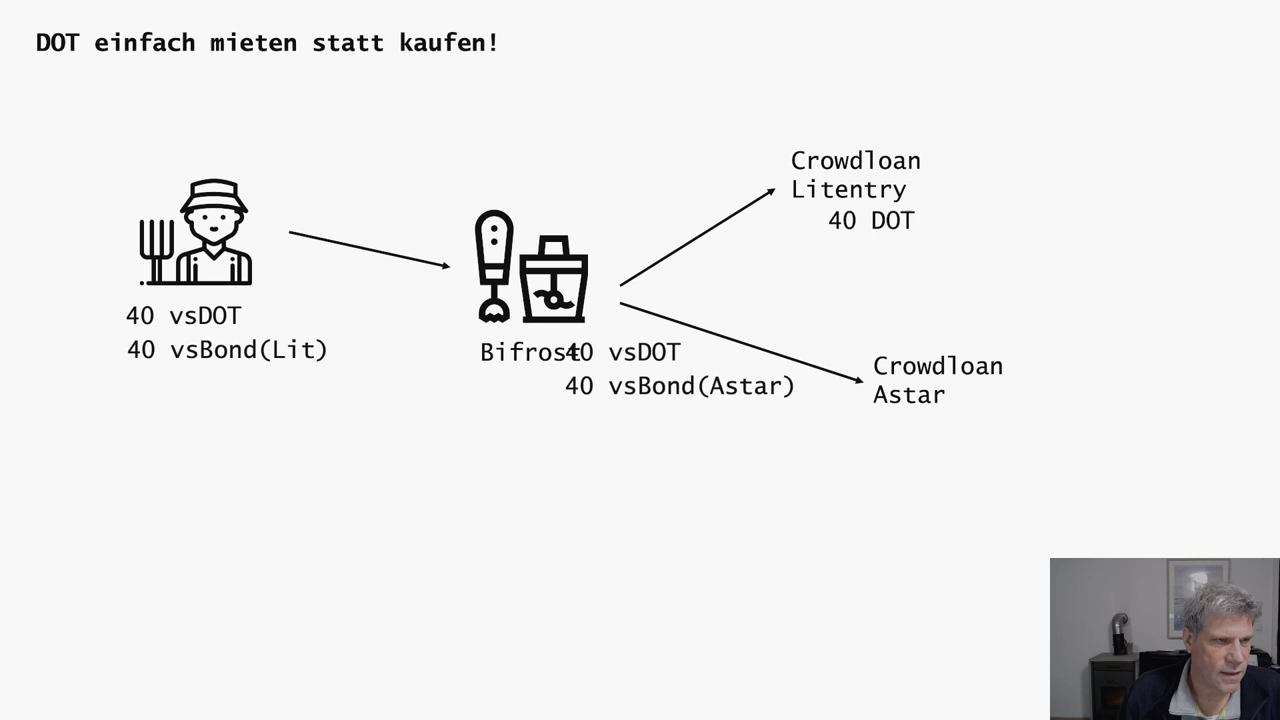 DOT einfach mieten statt kaufen!
Crowdloan
Litentry
40 DOT
40 vsDOT
40 vsBond(Lit)
Bifrost
40 vsDOT
40 vsBond(Astar)
Crowdloan
Astar